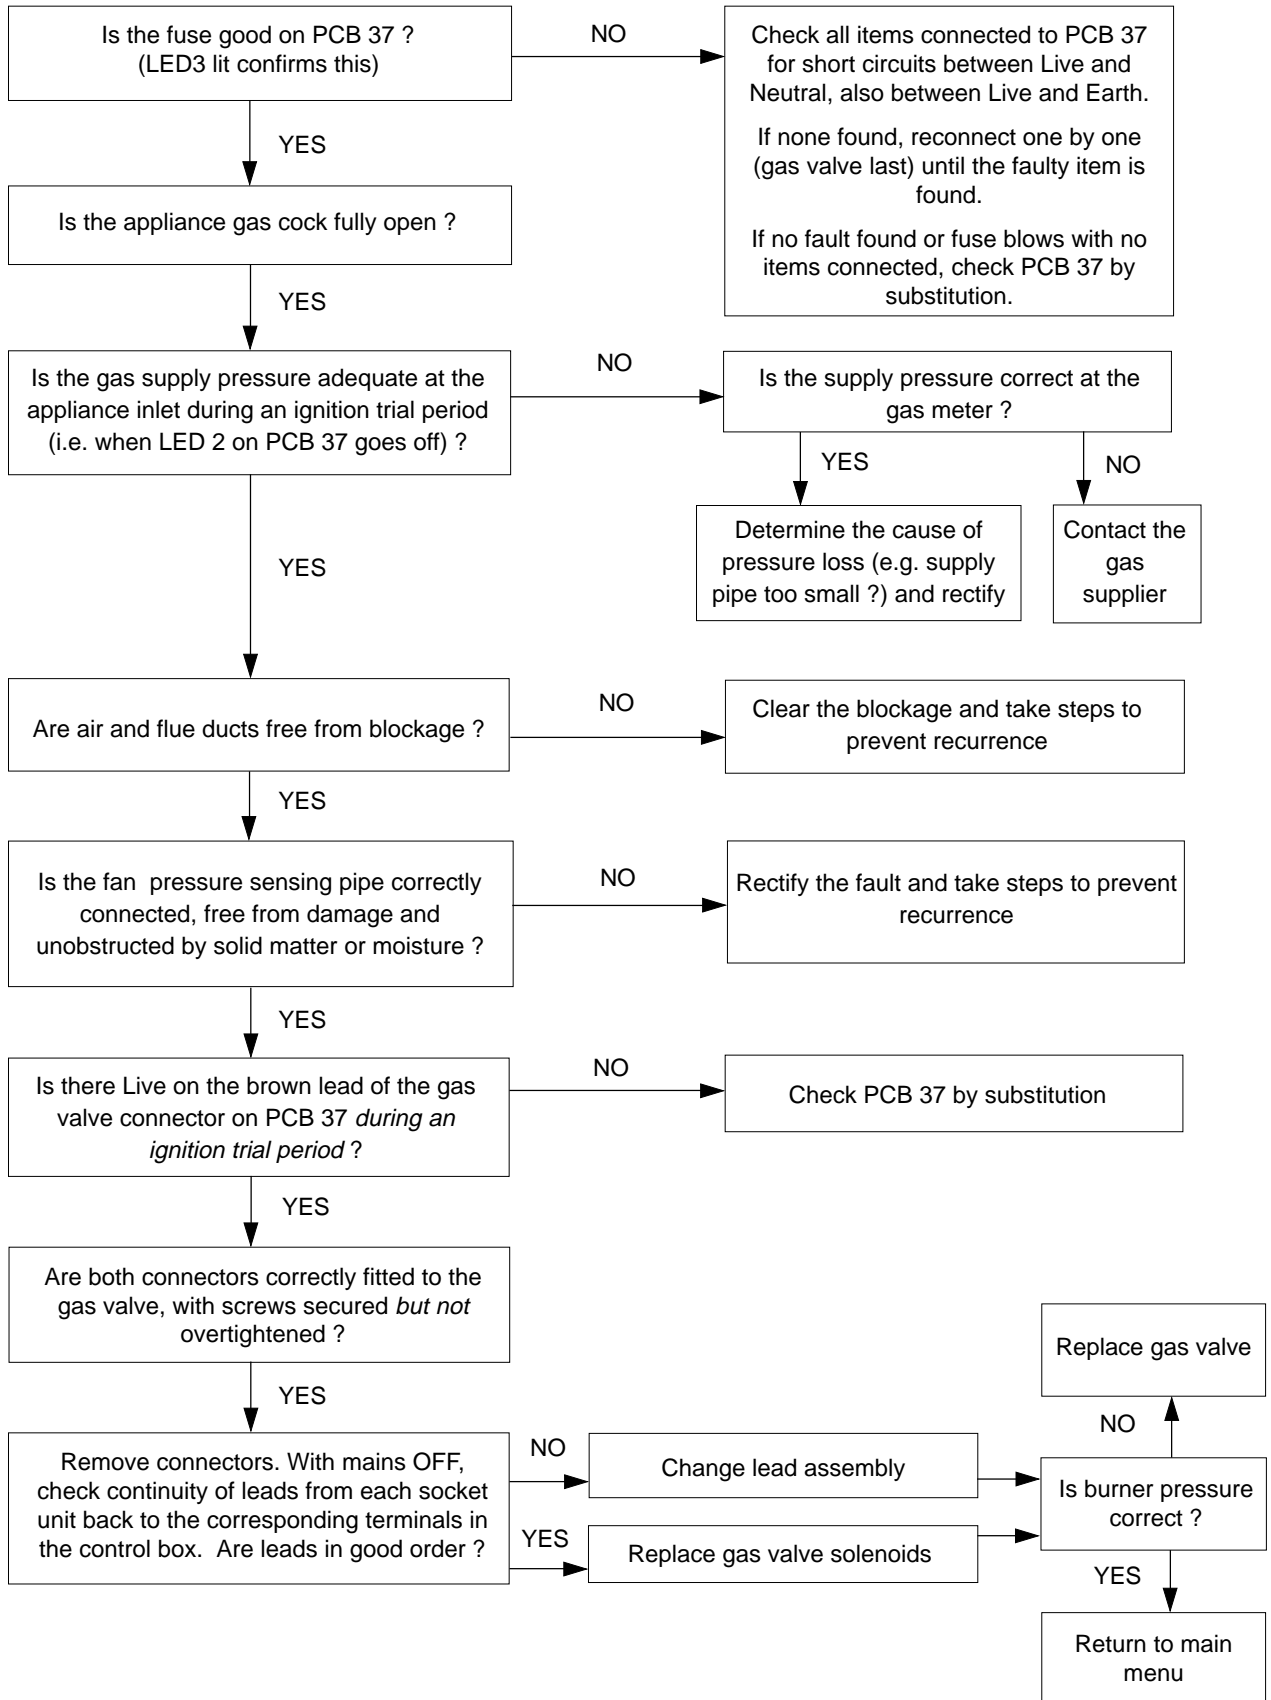 Is the fuse good on PCB 37 ?
(LED3 lit confirms this)
NO
Check all items connected to PCB 37
for short circuits between Live and
Neutral, also between Live and Earth.
If none found, reconnect one by one
(gas valve last) until the faulty item is
found.
If no fault found or fuse blows with no
items connected, check PCB 37 by
substitution.
YES
Is the appliance gas cock fully open ?
YES
Is the gas supply pressure adequate at the
appliance inlet during an ignition trial period
(i.e. when LED 2 on PCB 37 goes off) ?
NO
Is the supply pressure correct at the
gas meter ?
YES
NO
Determine the cause of
pressure loss (e.g. supply
pipe too small ?) and rectify
Contact the
gas
supplier
YES
Are air and flue ducts free from blockage ?
NO
Clear the blockage and take steps to
prevent recurrence
YES
Is the fan  pressure sensing pipe correctly
connected, free from damage and
unobstructed by solid matter or moisture ?
NO
Rectify the fault and take steps to prevent
recurrence
YES
Is there Live on the brown lead of the gas
valve connector on PCB 37 during an
ignition trial period ?
NO
Check PCB 37 by substitution
YES
Are both connectors correctly fitted to the
gas valve, with screws secured but not
overtightened ?
YES
Remove connectors. With mains OFF,
check continuity of leads from each socket
unit back to the corresponding terminals in
the control box.  Are leads in good order ?
NO
Change lead assembly
YES
Replace gas valve solenoids
Replace gas valve
NO
Is burner pressure
correct ?
YES
Return to main
menu